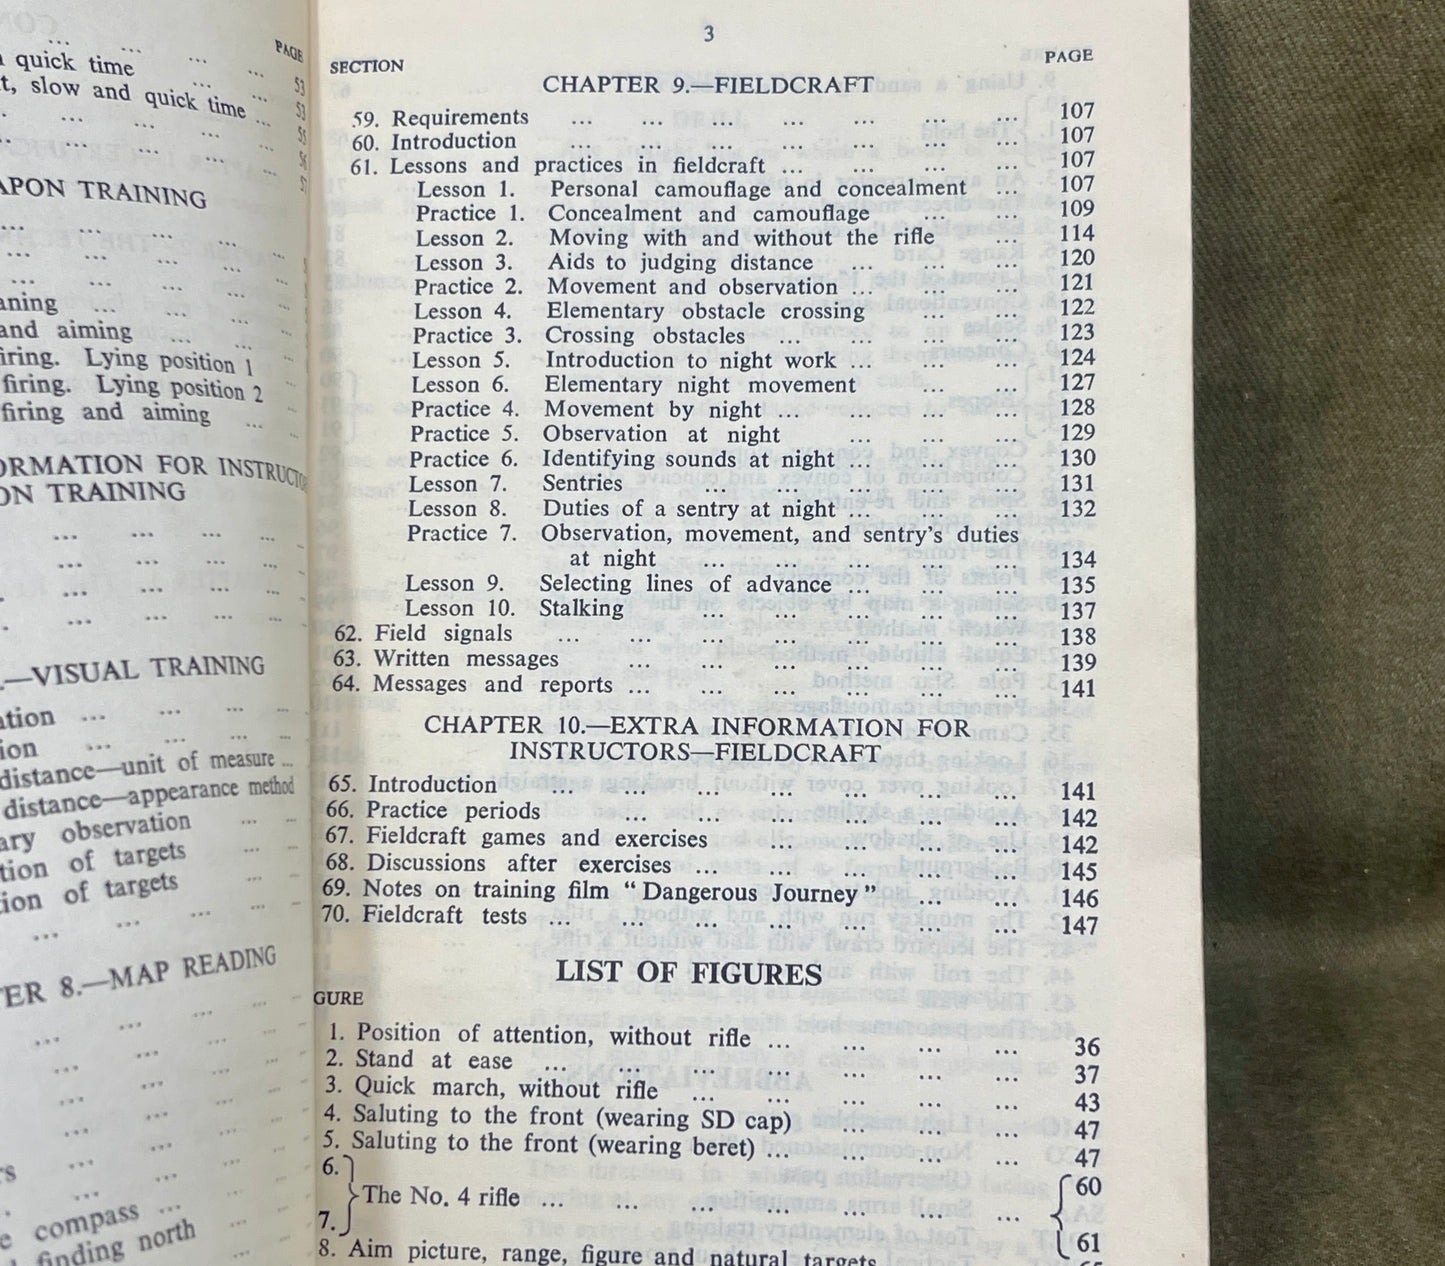 PAGE
quick time ... ... ... 53
slow and quick time ... 53
... ... ... 55
... ... ... 56
57
TRAINING
... ... ... ...
... ... ... ...
... ... ... ...
... ... ...
and aiming ... ...
Lying position 1
firing. Lying position 2
firing and aiming ...
FOR
TRAINING
... ... ... ...
... ... ... ...
... ... ... ...
... ... ... ...
—VISUAL TRAINING
... ... ... ...
... ... ... ...
distance—unit of measure ...
distance—appearance method
observation ... ...
of targets ... ...
of targets ... ...
... ... ... ...
8.—MAP READING
compass ...
finding north
3
SECTION PAGE
CHAPTER 9.—FIELDCRAFT
59. Requirements ... ... ... ... ... ... ... 107
60. Introduction ... ... ... ... ... ... ... 107
61. Lessons and practices in fieldcraft ... ... ... ... 107
Lesson 1. Personal camouflage and concealment ... 107
Practice 1. Concealment and camouflage ... ... 109
Lesson 2. Moving with and without the rifle ... 114
Lesson 3. Aids to judging distance ... ... ... 120
Practice 2. Movement and observation ... ... ... 121
Lesson 4. Elementary obstacle crossing ... ... 122
Practice 3. Crossing obstacles ... ... ... ... 123
Lesson 5. Introduction to night work ... ... ... 124
Lesson 6. Elementary night movement ... ... 127
Practice 4. Movement by night ... ... ... ... 128
Practice 5. Observation at night ... ... ... 129
Practice 6. Identifying sounds at night ... ... ... 130
Lesson 7. Sentries ... ... ... ... ... 131
Lesson 8. Duties of a sentry at night ... ... ... 132
Practice 7. Observation, movement, and sentry's duties
at night ... ... ... ... ... 134
Lesson 9. Selecting lines of advance ... ... ... 135
Lesson 10. Stalking ... ... ... ... ... 137
62. Field signals ... ... ... ... ... ... ... 138
63. Written messages ... ... ... ... ... ... 139
64. Messages and reports ... ... ... ... ... ... 141
CHAPTER 10.—EXTRA INFORMATION FOR
INSTRUCTORS—FIELDCRAFT
65. Introduction ... ... ... ... ... ... ... 141
66. Practice periods ... ... ... ... ... ... 142
67. Fieldcraft games and exercises ... ... ... ... 142
68. Discussions after exercises ... ... ... ... ... 145
69. Notes on training film “Dangerous Journey” ... ... 146
70. Fieldcraft tests ... ... ... ... ... ... ... 147
LIST OF FIGURES
GURE
1. Position of attention, without rifle ... ... ... ... 36
2. Stand at ease ... ... ... ... ... ... ... 37
3. Quick march, without rifle ... ... ... ... ... 43
4. Saluting to the front (wearing SD cap) ... ... ... 47
5. Saluting to the front (wearing beret) ... ... ... ... 47
6. 60
The No. 4 rifle ... ... ... ... ... ... ...
7. 61
8. Aim picture, range, figure and natural targets